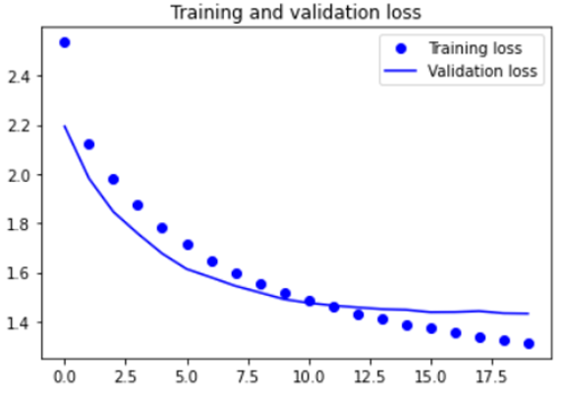 Training and validation loss
Training loss
Validation loss
2.4
2.2
2.0
1.8
1.6
1.4
0.0 2.5 5.0 7.5 10.0 12.5 15.0 17.5